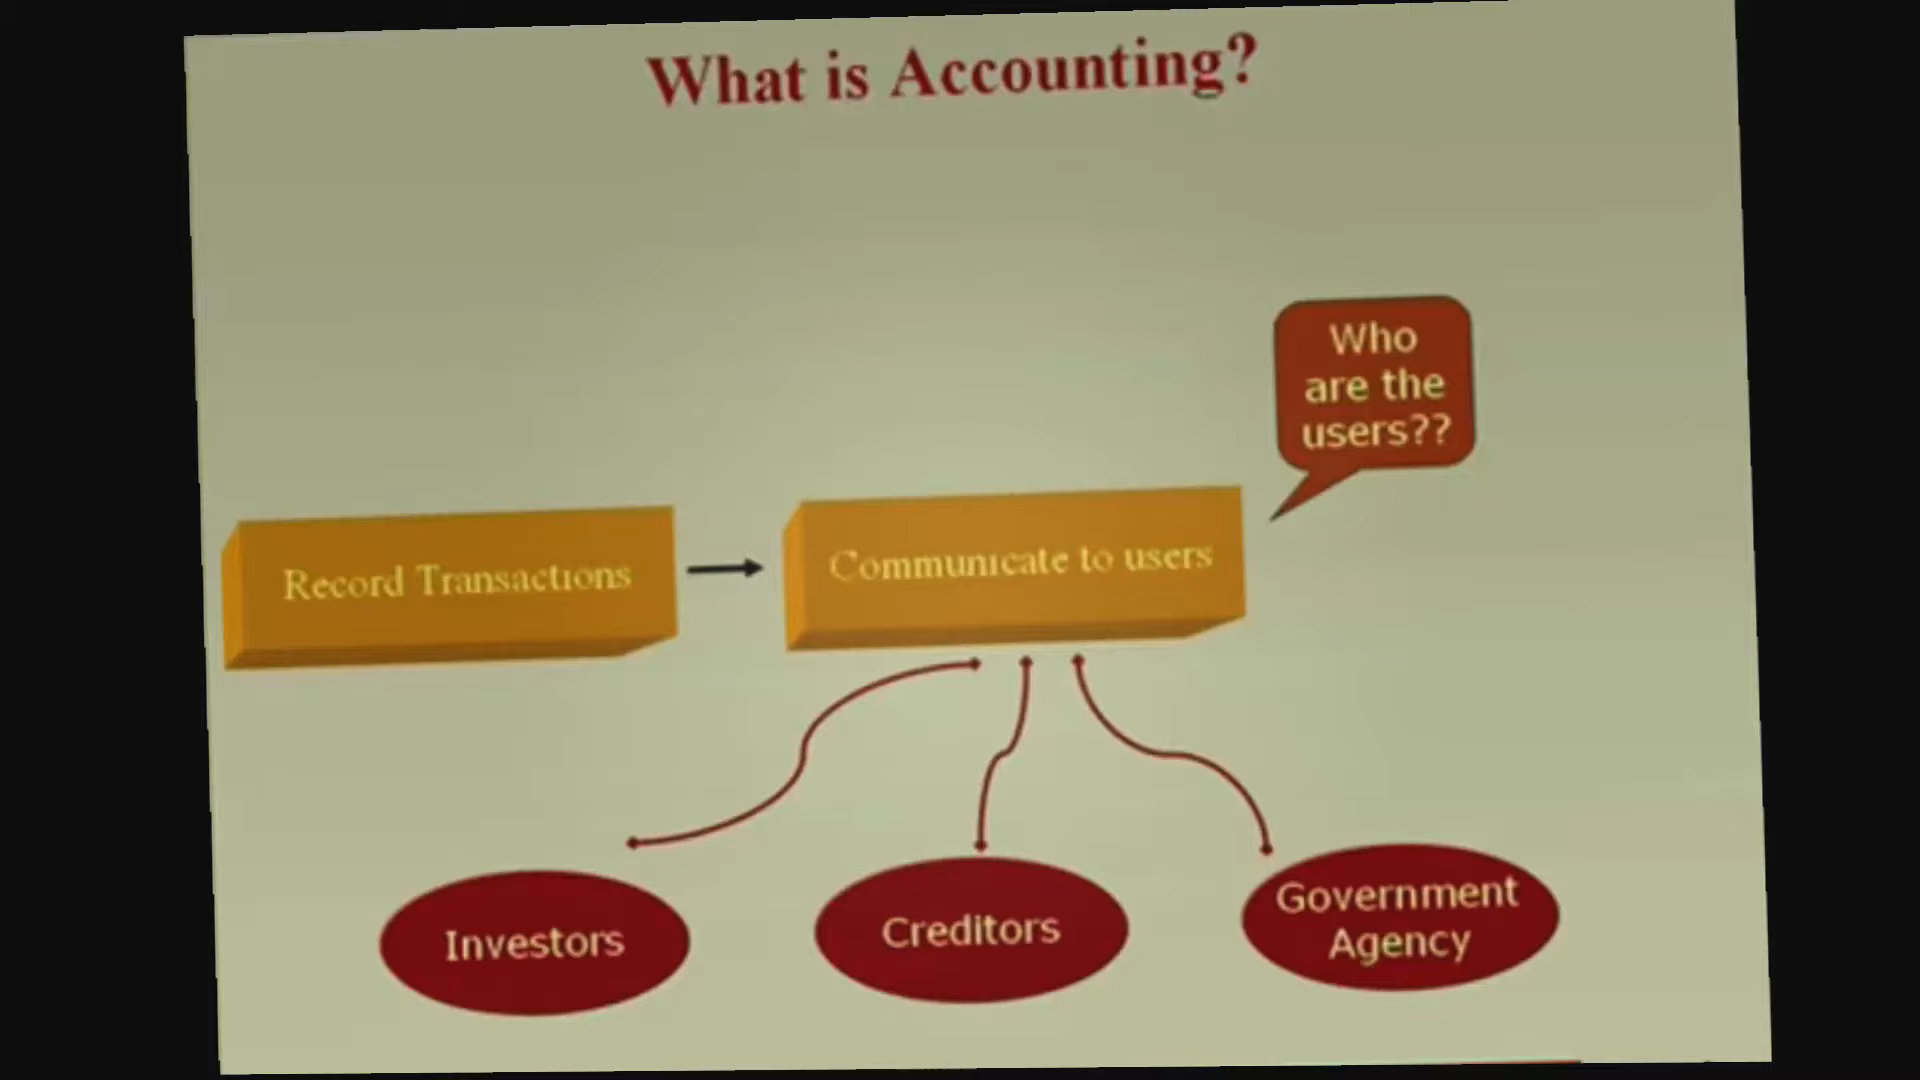 What is Accounting?
Who
are the
users??
Record Transactions
Communicate to users
Investors
Creditors
Government
Agency